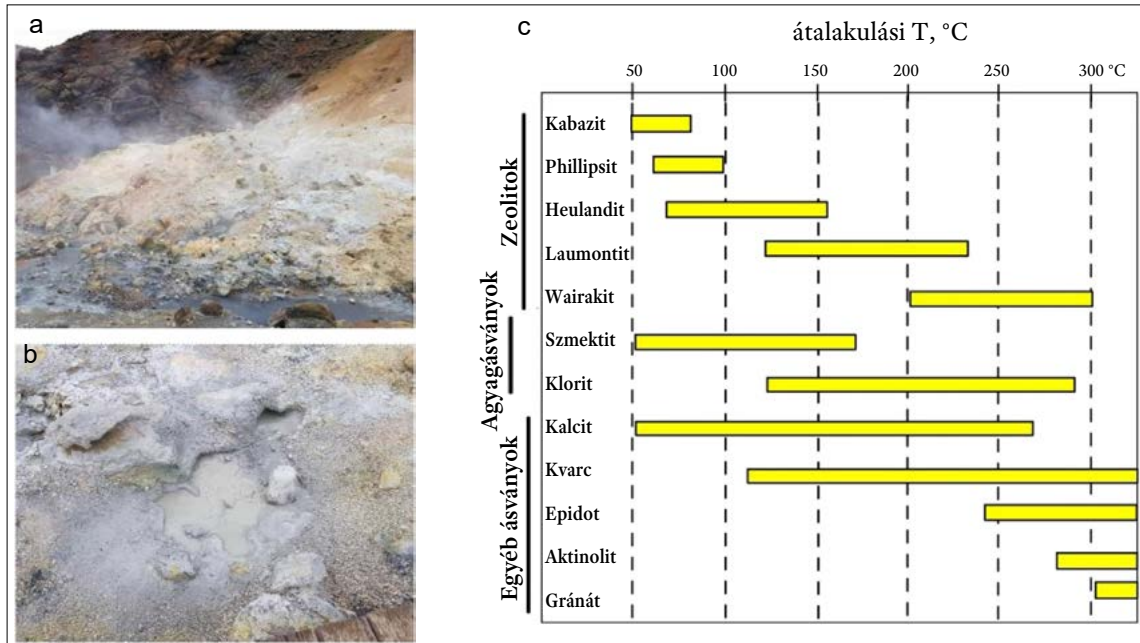 a
b
c
átalakulási T, °C
50 100 150 200 250 300 °C
Zeolitok
Kabazit
Phillipsit
Heulandit
Laumontit
Wairakit
Agyagásványok
Szmektit
Klorit
Egyéb ásványok
Kalcit
Kvarc
Epidot
Aktinolit
Gránát